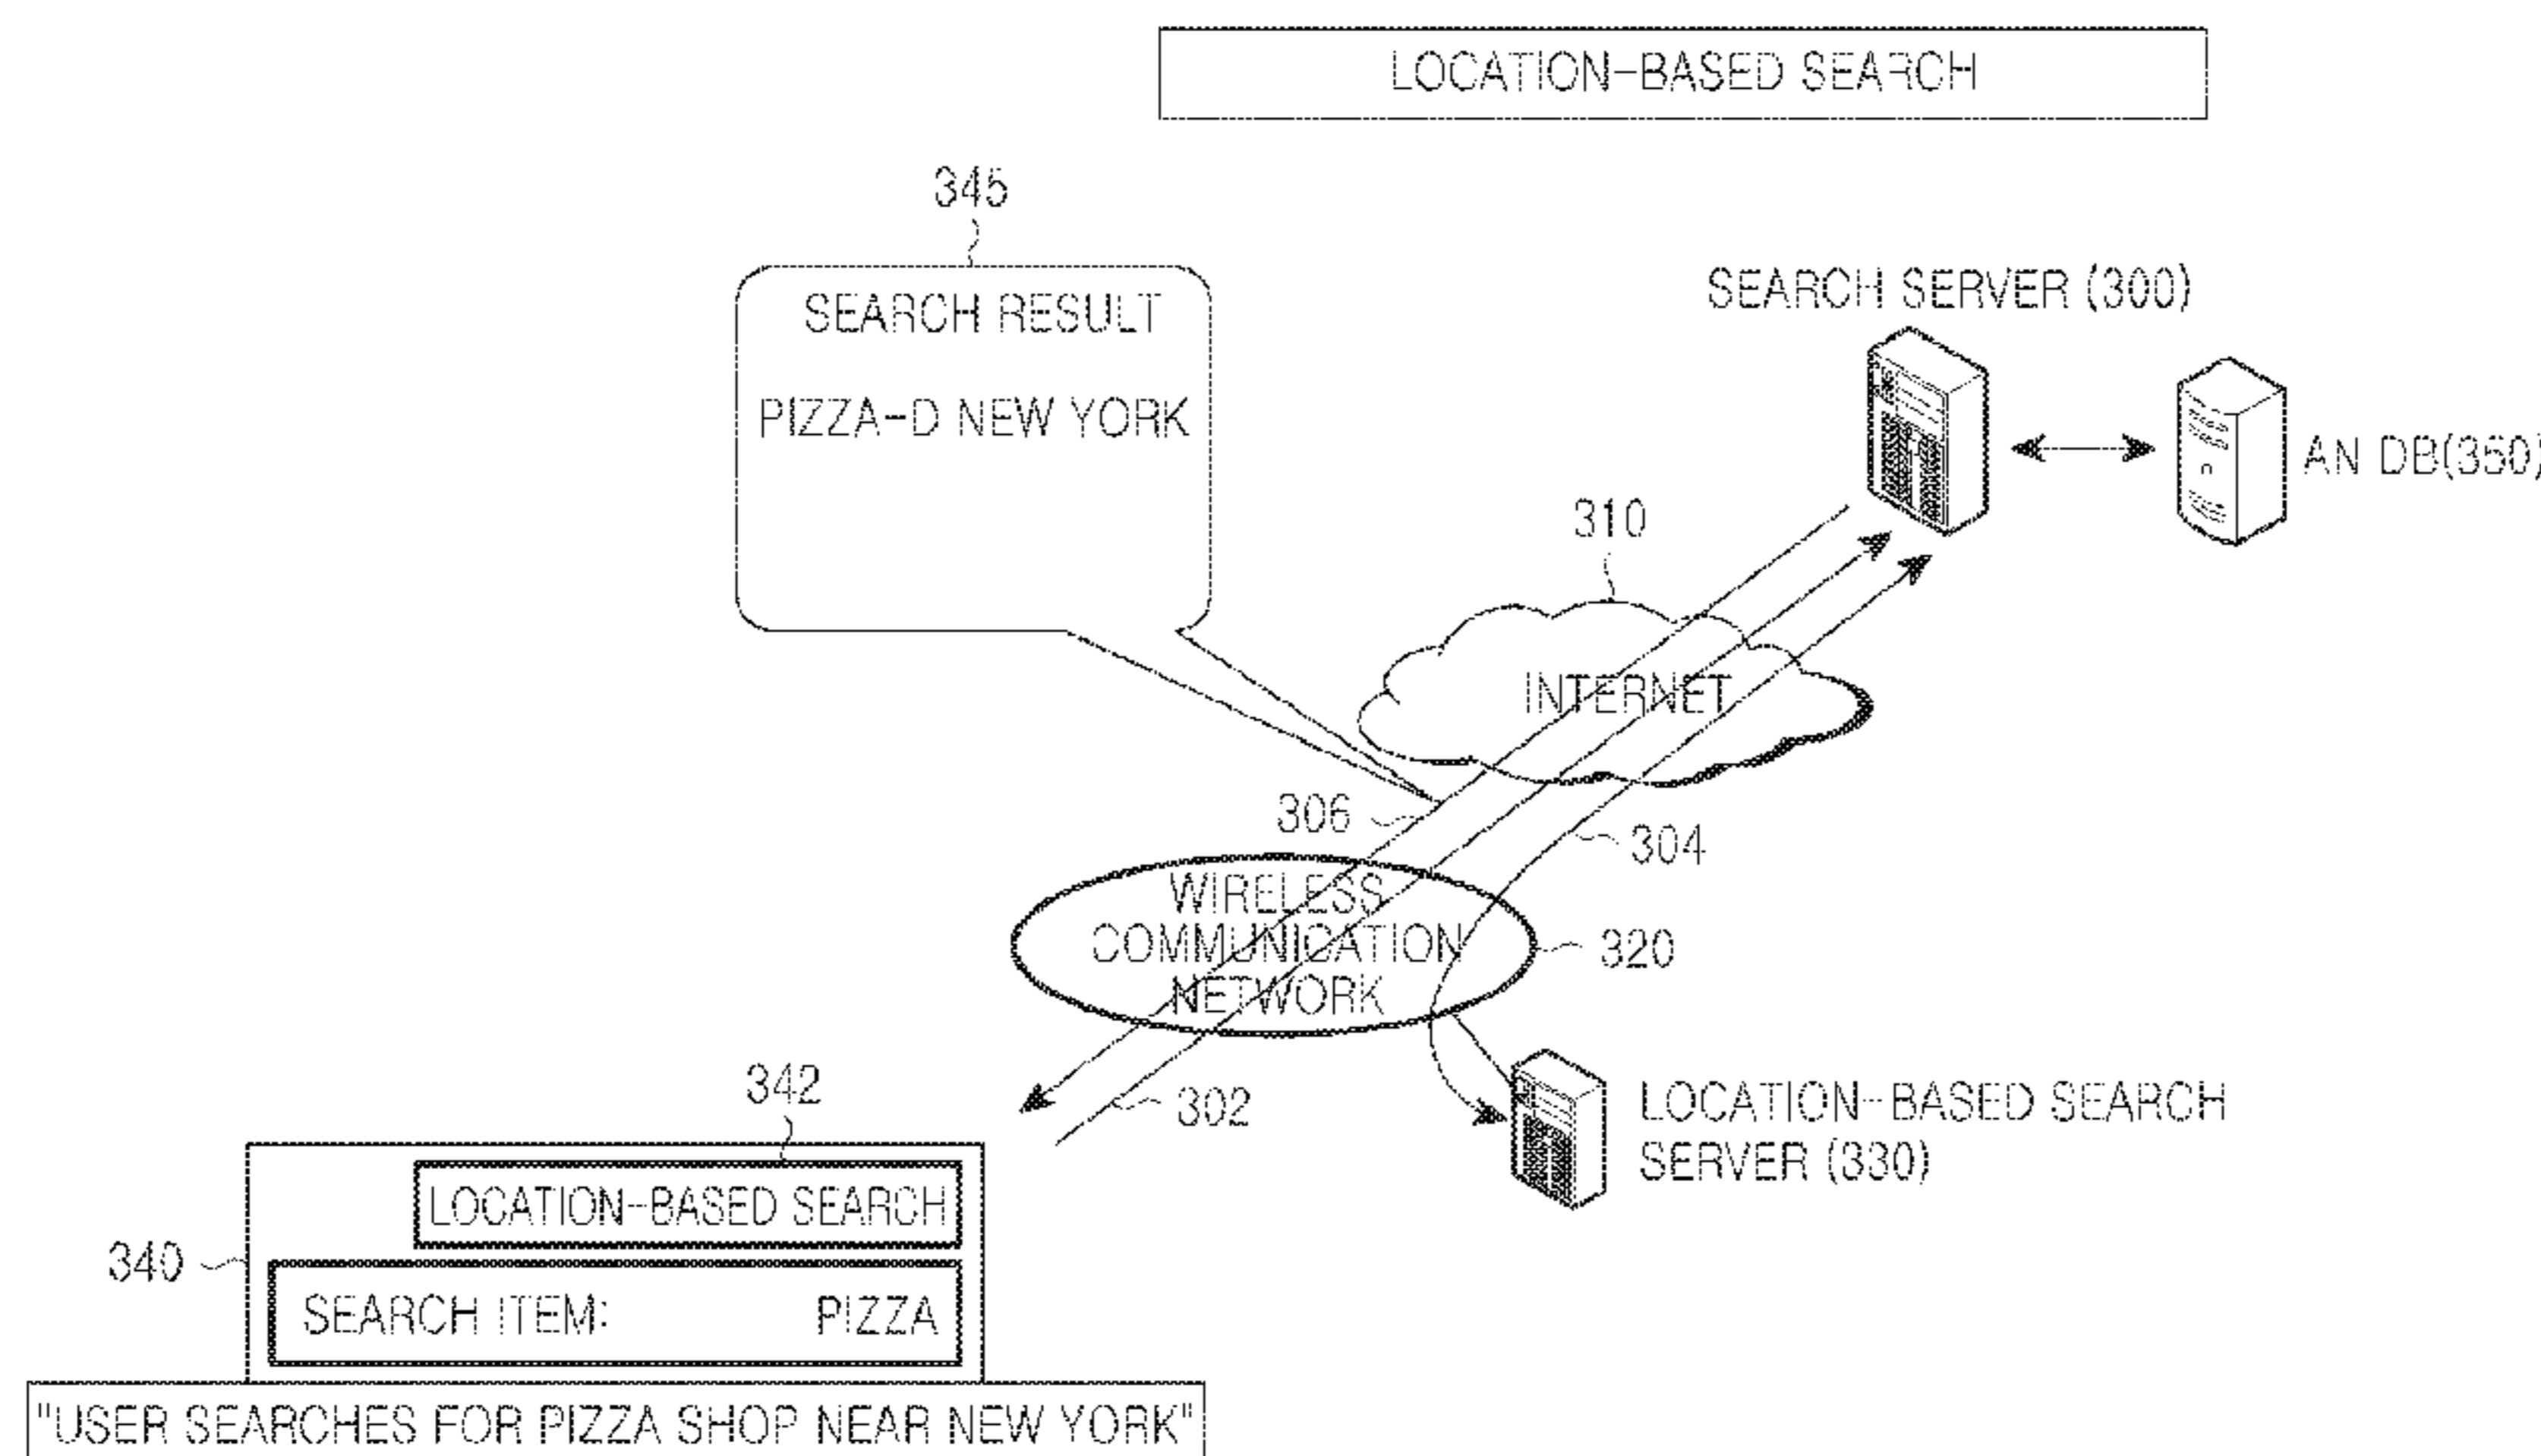 LOCATION-BASED SEARCH
345
SEARCH RESULT
PIZZA-D NEW YORK
SEARCH SERVER (300)
AN DB(350)
310
INTERNET
306
304
WIRELESS
COMMUNICATION
NETWORK
320
302
LOCATION-BASED SEARCH
SERVER (330)
342
LOCATION-BASED SEARCH
340
SEARCH ITEM: PIZZA
"USER SEARCHES FOR PIZZA SHOP NEAR NEW YORK"